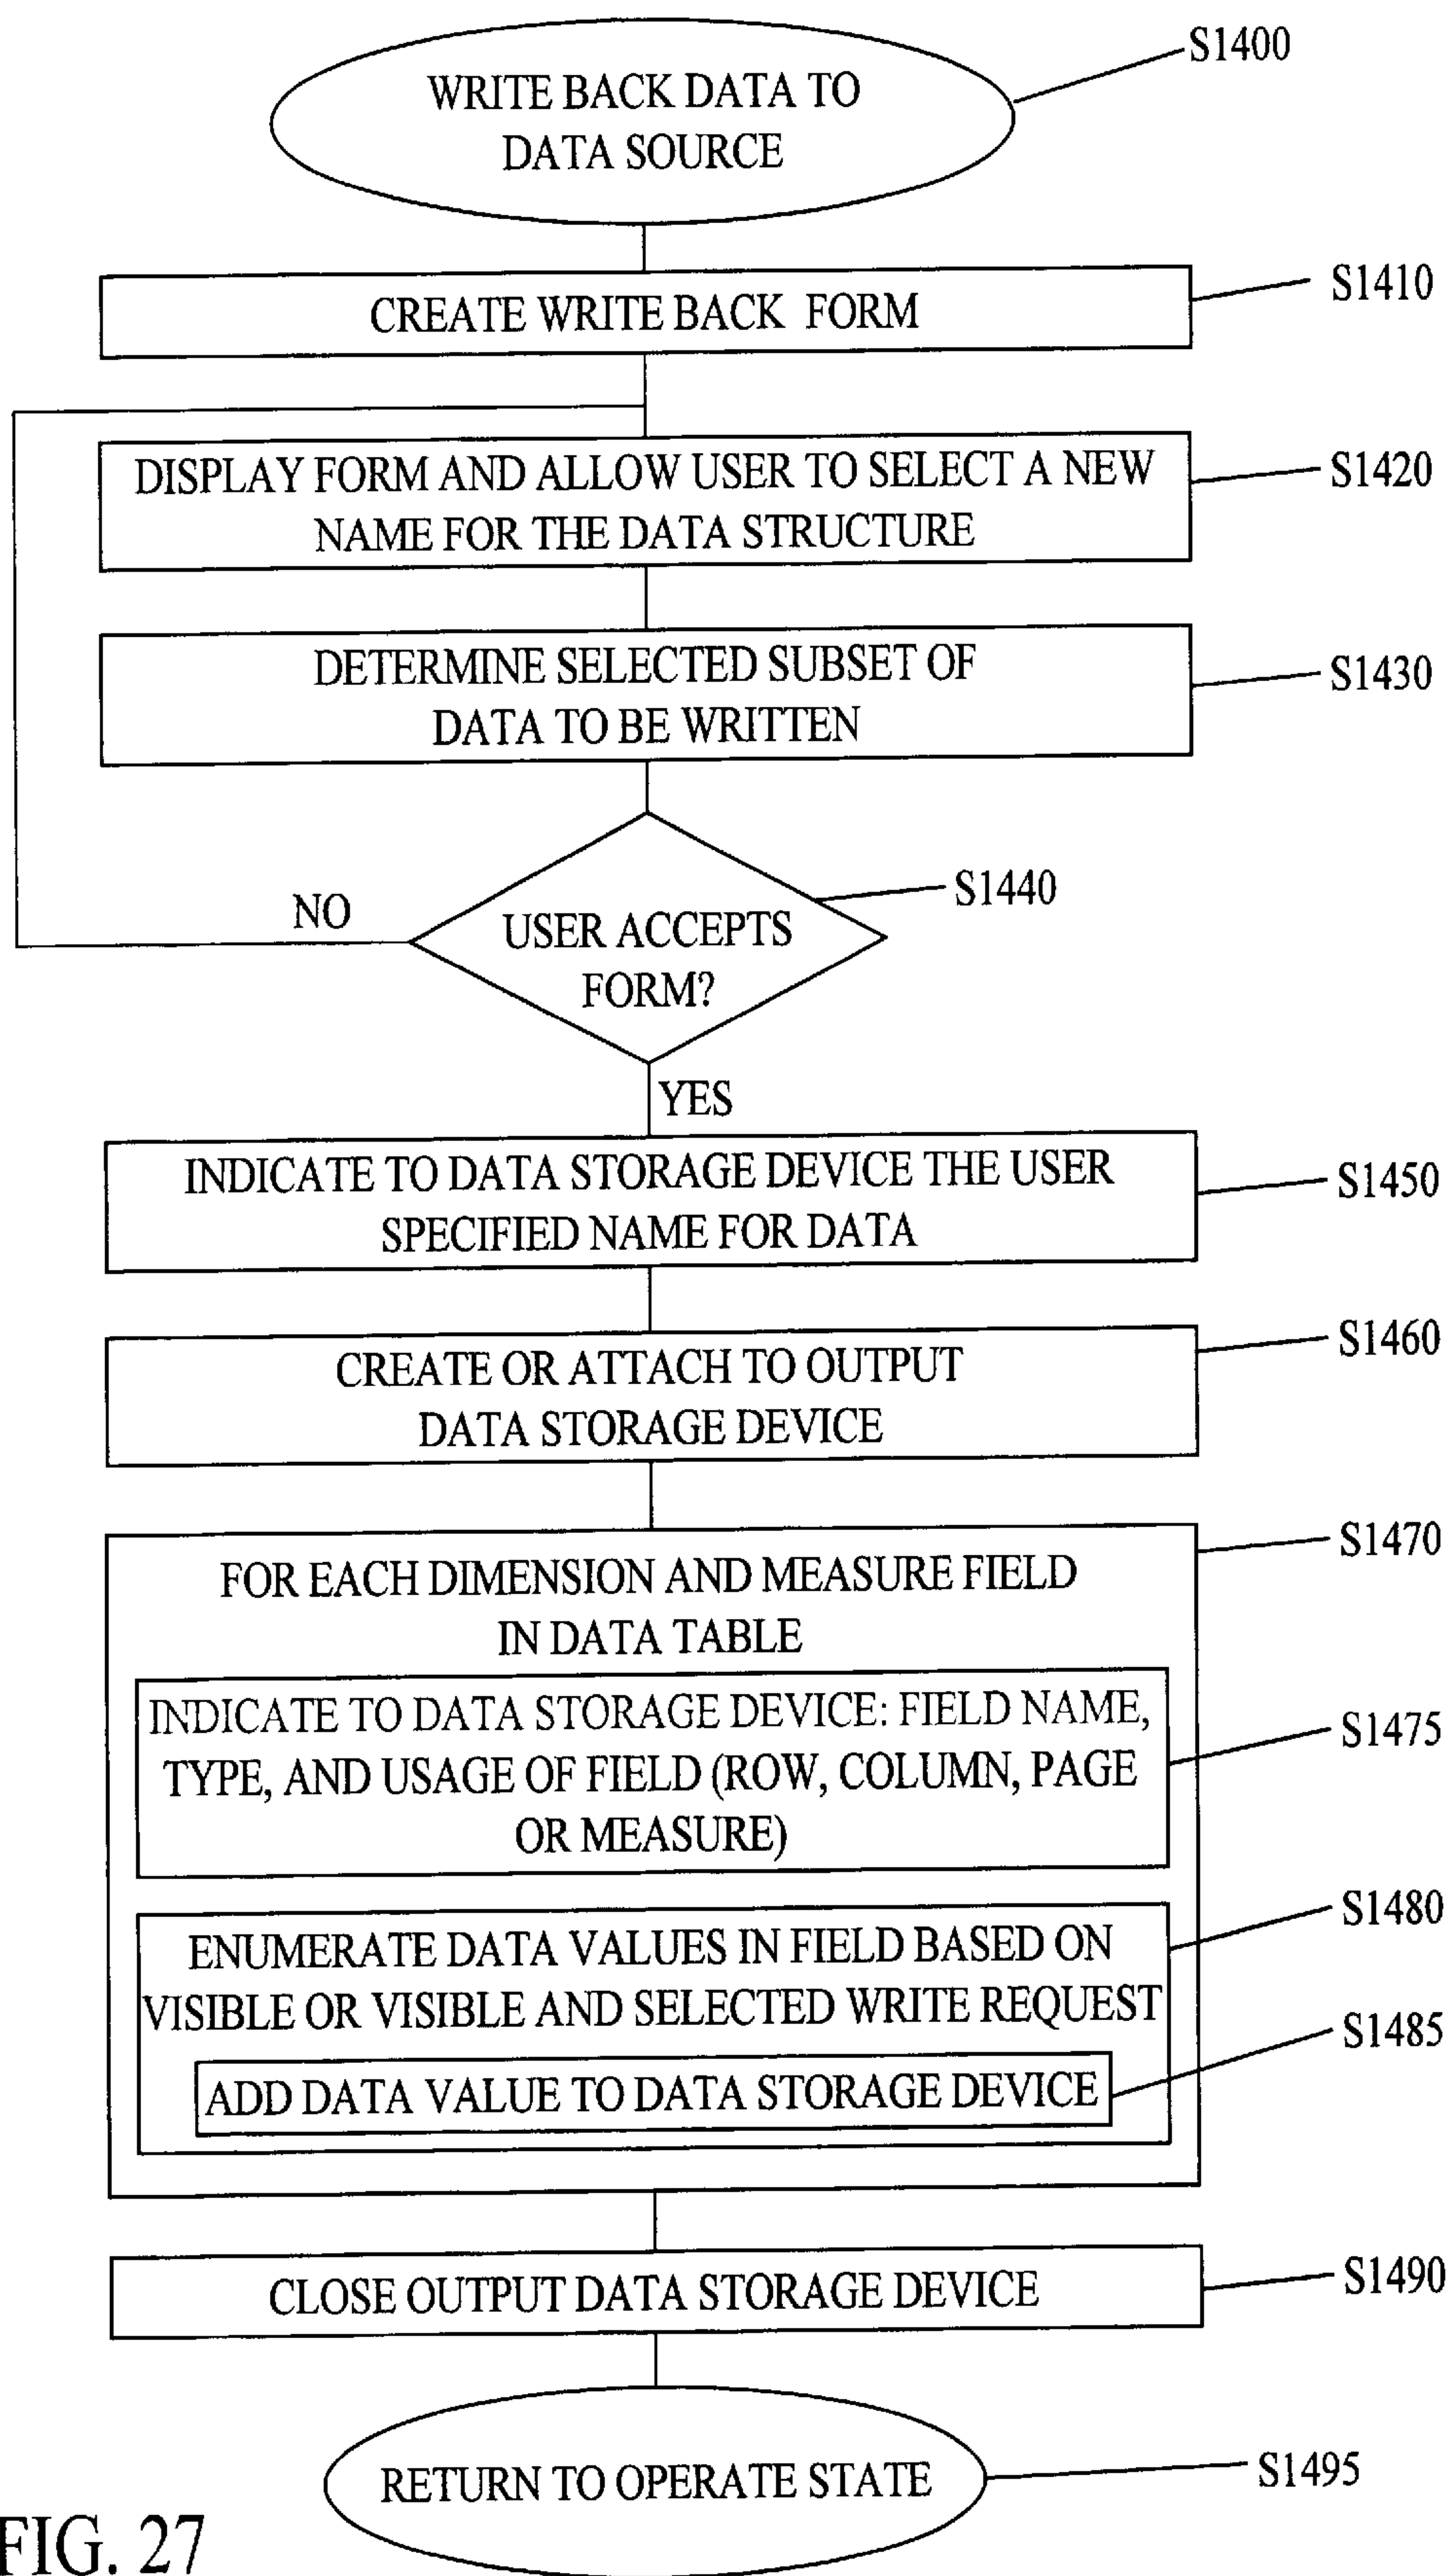 WRITE BACK DATA TO
DATA SOURCE
S1400
CREATE WRITE BACK FORM
S1410
DISPLAY FORM AND ALLOW USER TO SELECT A NEW
NAME FOR THE DATA STRUCTURE
S1420
DETERMINE SELECTED SUBSET OF
DATA TO BE WRITTEN
S1430
USER ACCEPTS
FORM?
S1440
NO
YES
INDICATE TO DATA STORAGE DEVICE THE USER
SPECIFIED NAME FOR DATA
S1450
CREATE OR ATTACH TO OUTPUT
DATA STORAGE DEVICE
S1460
FOR EACH DIMENSION AND MEASURE FIELD
IN DATA TABLE
S1470
INDICATE TO DATA STORAGE DEVICE: FIELD NAME,
TYPE, AND USAGE OF FIELD (ROW, COLUMN, PAGE
OR MEASURE)
S1475
ENUMERATE DATA VALUES IN FIELD BASED ON
VISIBLE OR VISIBLE AND SELECTED WRITE REQUEST
S1480
ADD DATA VALUE TO DATA STORAGE DEVICE
S1485
CLOSE OUTPUT DATA STORAGE DEVICE
S1490
RETURN TO OPERATE STATE
S1495
FIG. 27